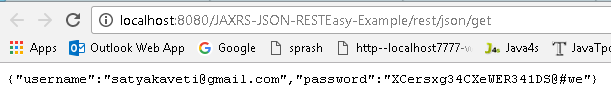 localhost:8080/JAXRS-JSON-RESTEasy-Example/rest/json/get
Apps Outlook Web App Google sprash http--localhost7777-v Java4s JavaTpo
{"username":"satyakaveti@gmail.com","password":"XCersxg34CXeWER341DS@#we"}